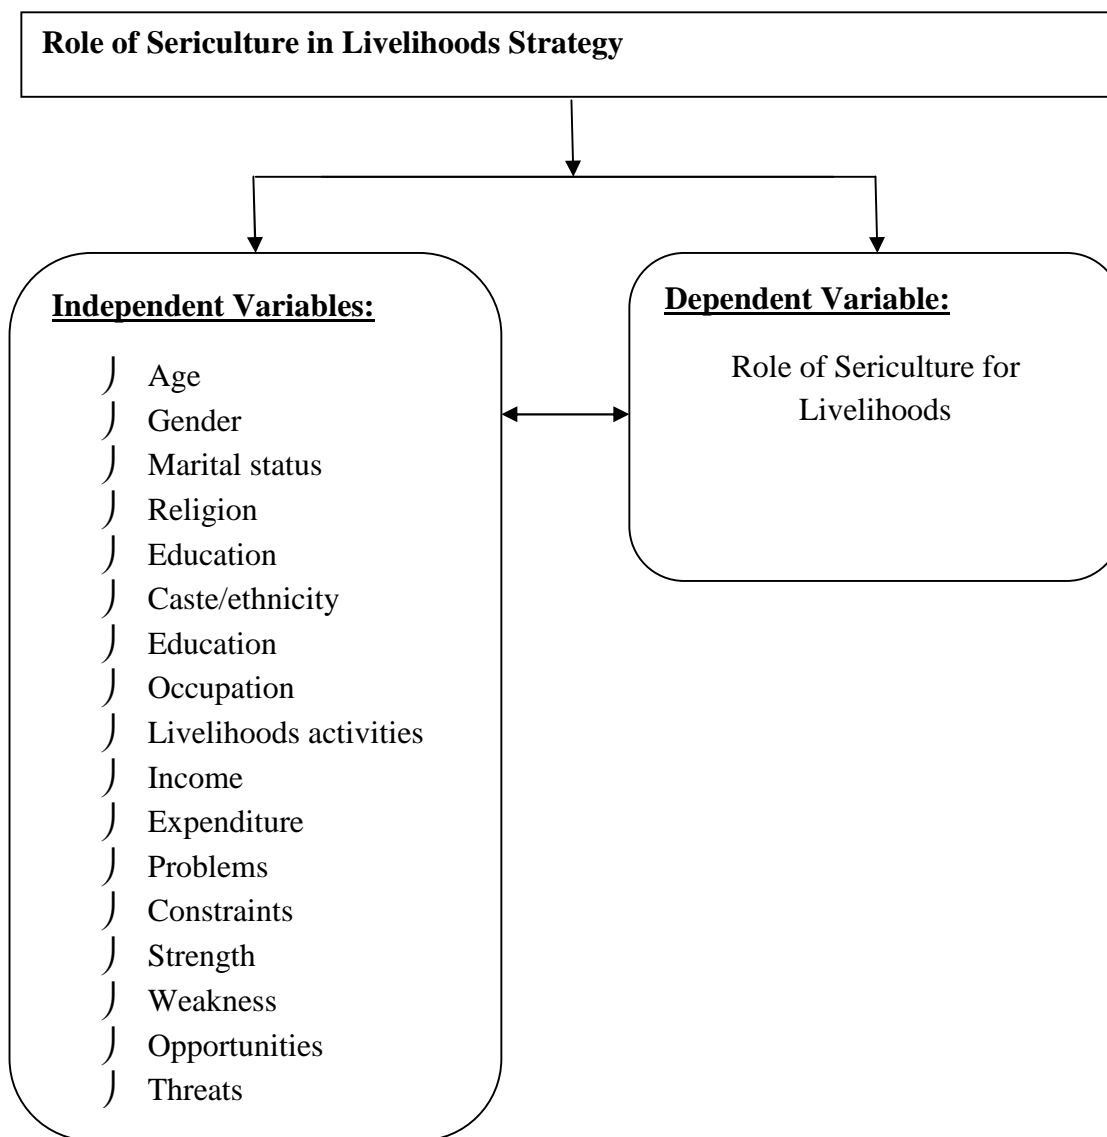 Role of Sericulture in Livelihoods Strategy
Independent Variables:
Age
Gender
Marital status
Religion
Education
Caste/ethnicity
Education
Occupation
Livelihoods activities
Income
Expenditure
Problems
Constraints
Strength
Weakness
Opportunities
Threats
Dependent Variable:
Role of Sericulture for
Livelihoods